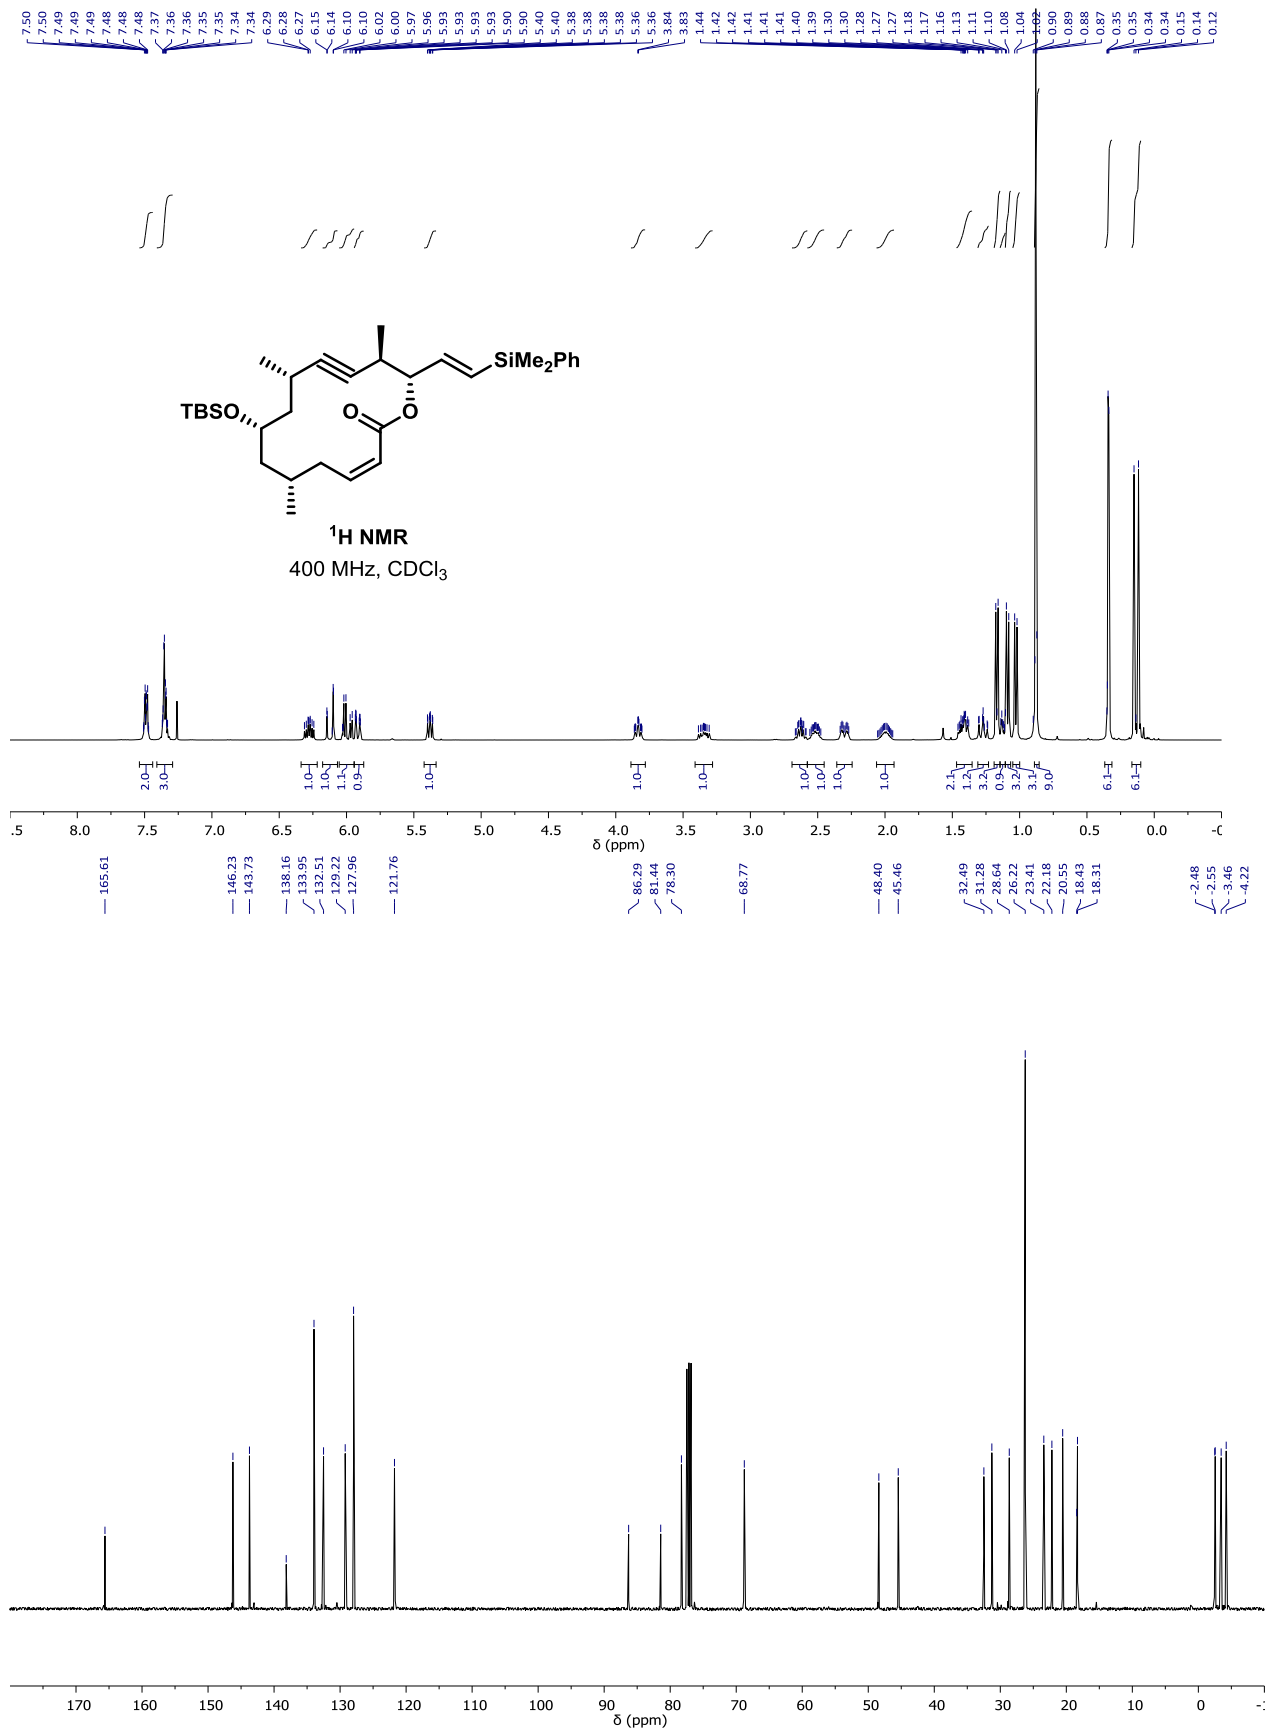 7.50 7.50 7.49 7.49 7.49 7.48 7.48 7.48 7.37 7.36 7.36 7.35 7.35 7.34 7.34 6.29 6.28 6.27 6.15 6.14 6.10 6.10 6.02 6.00 5.97 5.96 5.93 5.93 5.93 5.93 5.90 5.90 5.40 5.40 5.38 5.38 5.38 5.38 5.36 5.36 3.84 3.83 1.44 1.42 1.42 1.41 1.41 1.41 1.40 1.39 1.30 1.30 1.28 1.27 1.27 1.18 1.17 1.16 1.13 1.11 1.10 1.08 1.04 1.02 0.90 0.89 0.88 0.87 0.35 0.35 0.34 0.34 0.15 0.14 0.12
SiMe2Ph
TBSO O O
1H NMR
400 MHz, CDCl3
2.0 3.0 1.0 1.0 1.1 0.9 1.0 1.0 1.0 1.0 1.0 1.0 1.0 2.1 1.2 3.2 0.9 3.2 3.1 9.0 6.1 6.1
.5 8.0 7.5 7.0 6.5 6.0 5.5 5.0 4.5 4.0 3.5 3.0 2.5 2.0 1.5 1.0 0.5 0.0 -0
δ (ppm)
165.61 146.23 143.73 138.16 133.95 132.51 129.22 127.96 121.76 86.29 81.44 78.30 68.77 48.40 45.46 32.49 31.28 28.64 26.22 23.41 22.18 20.55 18.43 18.31 -2.48 -2.55 -3.46 -4.22
170 160 150 140 130 120 110 100 90 80 70 60 50 40 30 20 10 0 -1
δ (ppm)